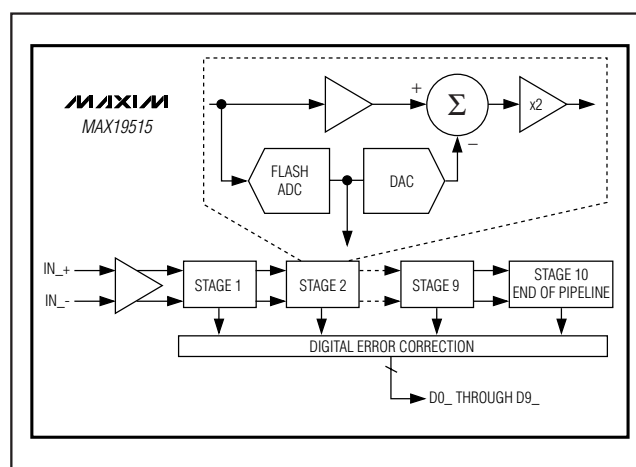 MAXIM
MAX19515
+
Σ
x2
−
FLASH
ADC
DAC
IN_+
IN_-
STAGE 1
STAGE 2
STAGE 9
STAGE 10
END OF PIPELINE
DIGITAL ERROR CORRECTION
D0_ THROUGH D9_